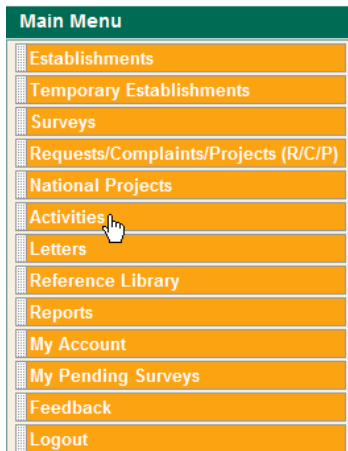 Main Menu
Establishments
Temporary Establishments
Surveys
Requests/Complaints/Projects (R/C/P)
National Projects
Activities
Letters
Reference Library
Reports
My Account
My Pending Surveys
Feedback
Logout